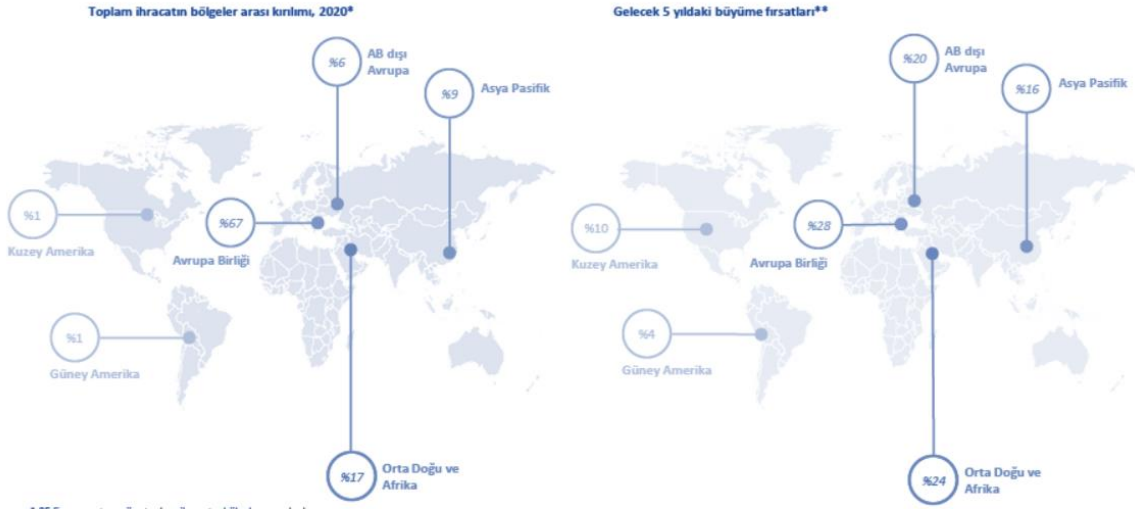 Toplam ihracatın bölgeler arası kırılımı, 2020*
%6
AB dışı
Avrupa
%9
Asya Pasifik
%1
Kuzey Amerika
%67
Avrupa Birliği
%1
Güney Amerika
%17
Orta Doğu ve
Afrika
Gelecek 5 yıldaki büyüme fırsatları**
%20
AB dışı
Avrupa
%16
Asya Pasifik
%10
Kuzey Amerika
%28
Avrupa Birliği
%4
Güney Amerika
%24
Orta Doğu ve
Afrika